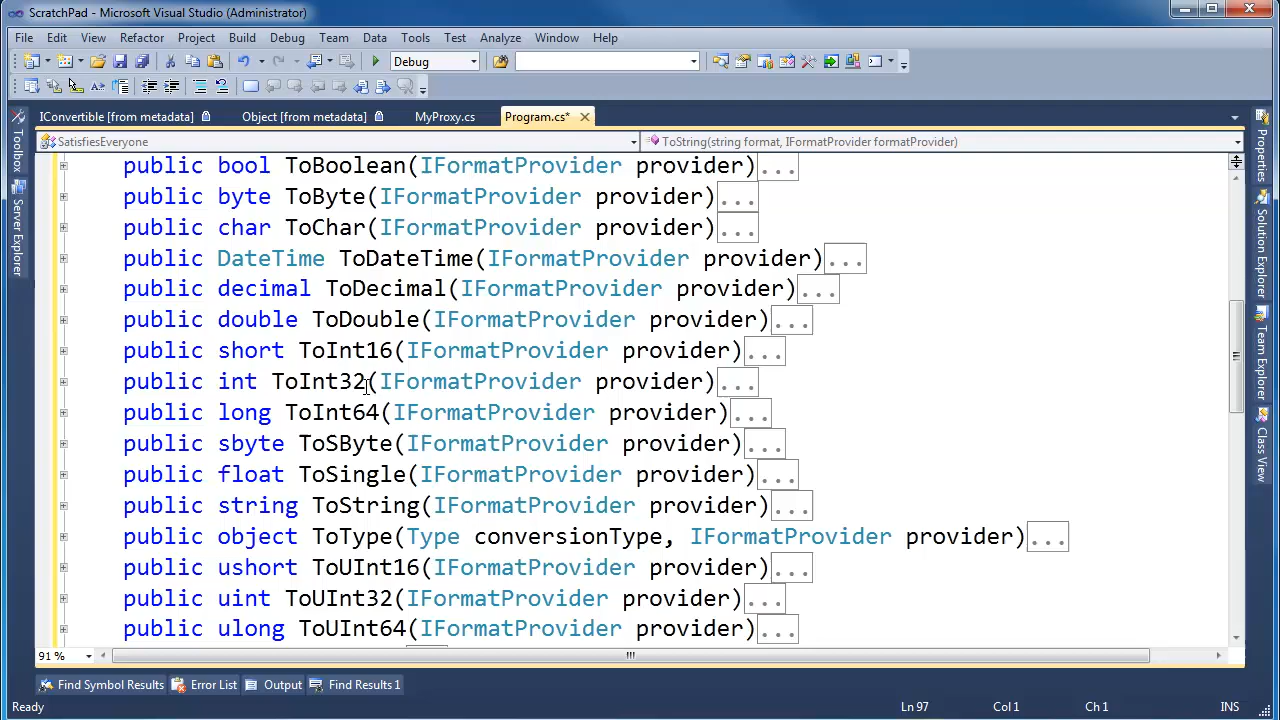 ScratchPad - Microsoft Visual Studio (Administrator)
File Edit View Refactor Project Build Debug Team Data Tools Test Analyze Window Help
Debug
IConvertible [from metadata] Object [from metadata] MyProxy.cs Program.cs*
SatisfiesEveryone ToString(string format, IFormatProvider formatProvider)
public bool ToBoolean(IFormatProvider provider)...
public byte ToByte(IFormatProvider provider)...
public char ToChar(IFormatProvider provider)...
public DateTime ToDateTime(IFormatProvider provider)...
public decimal ToDecimal(IFormatProvider provider)...
public double ToDouble(IFormatProvider provider)...
public short ToInt16(IFormatProvider provider)...
public int ToInt32(IFormatProvider provider)...
public long ToInt64(IFormatProvider provider)...
public sbyte ToSByte(IFormatProvider provider)...
public float ToSingle(IFormatProvider provider)...
public string ToString(IFormatProvider provider)...
public object ToType(Type conversionType, IFormatProvider provider)...
public ushort ToUInt16(IFormatProvider provider)...
public uint ToUInt32(IFormatProvider provider)...
public ulong ToUInt64(IFormatProvider provider)...
91 %
Find Symbol Results Error List Output Find Results 1
Ready Ln 97 Col 1 Ch 1 INS
Toolbox
Server Explorer
Properties
Solution Explorer
Team Explorer
Class View